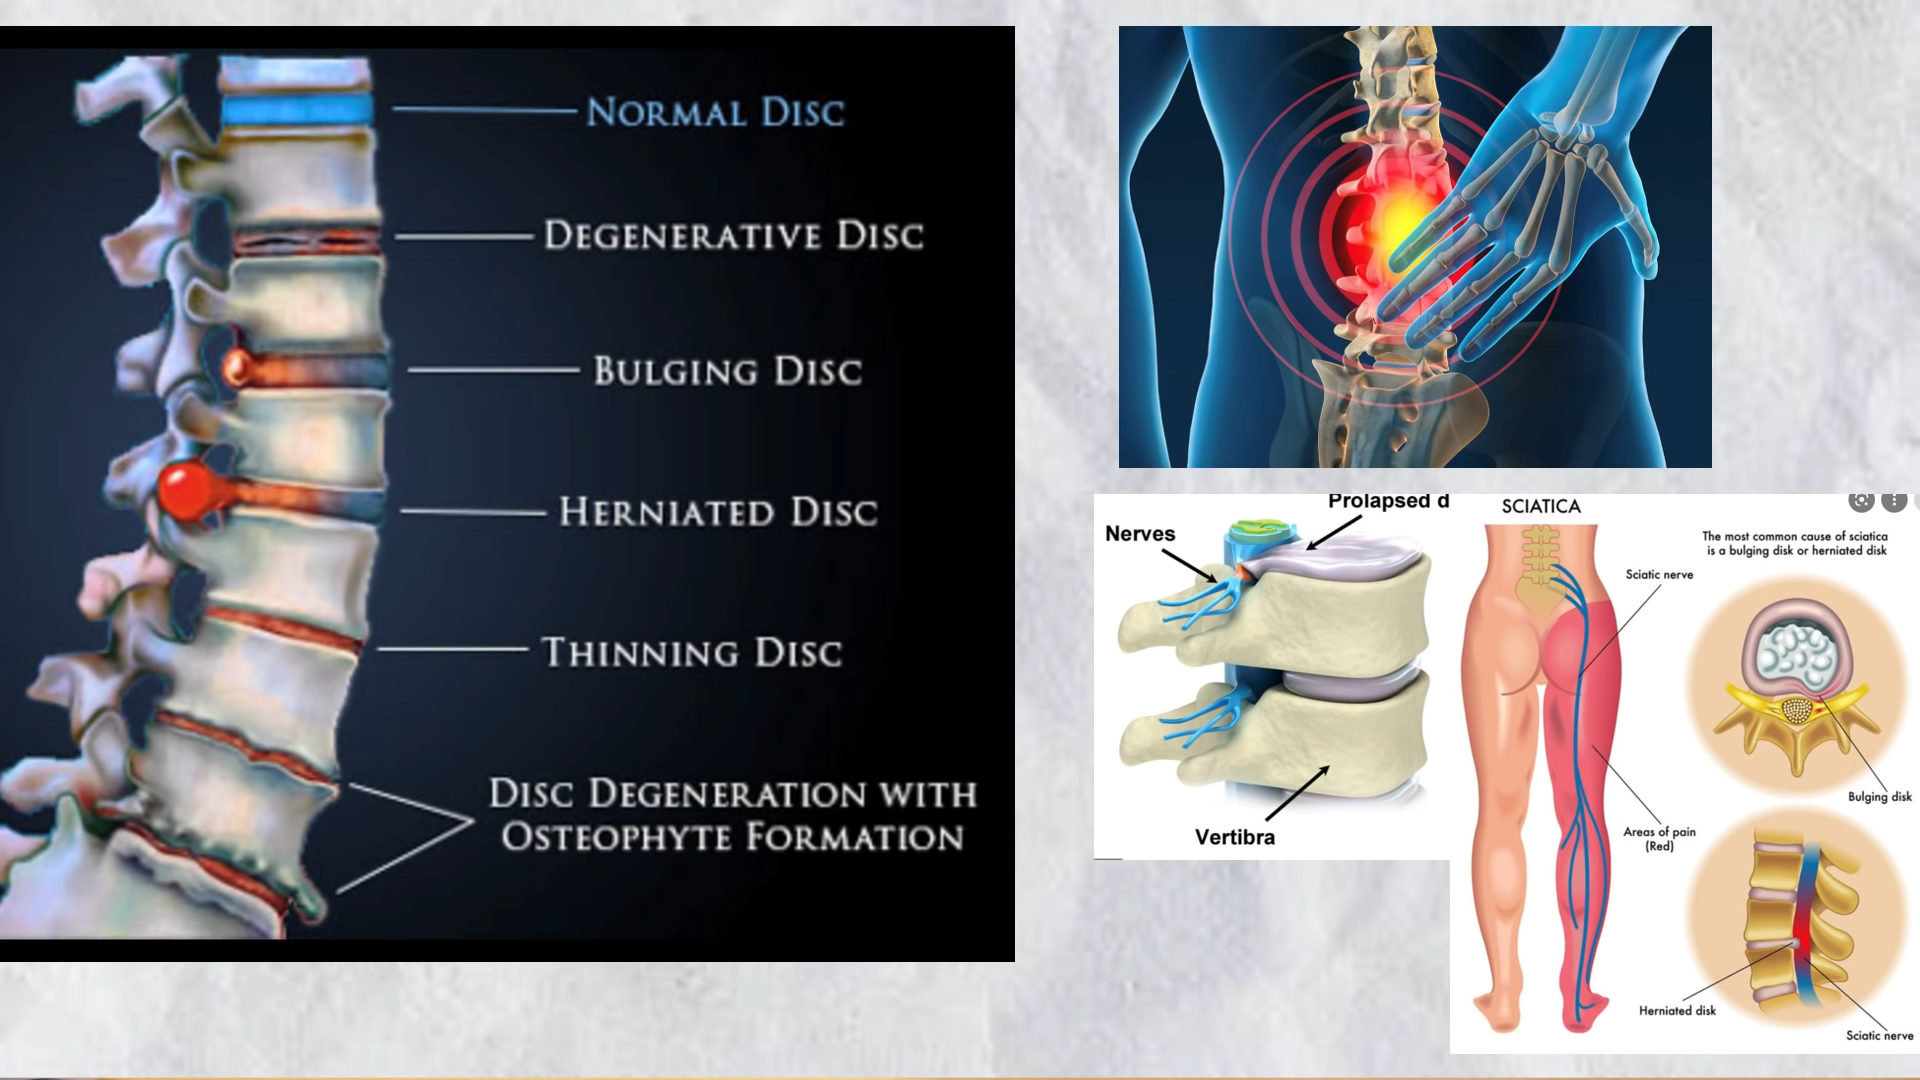 NORMAL DISC
DEGENERATIVE DISC
BULGING DISC
HERNIATED DISC
THINNING DISC
DISC DEGENERATION WITH
OSTEOPHYTE FORMATION
Prolapsed d
Nerves
Vertibra
SCIATICA
The most common cause of sciatica
is a bulging disk or herniated disk
Sciatic nerve
Bulging disk
Areas of pain
(Red)
Herniated disk
Sciatic nerve